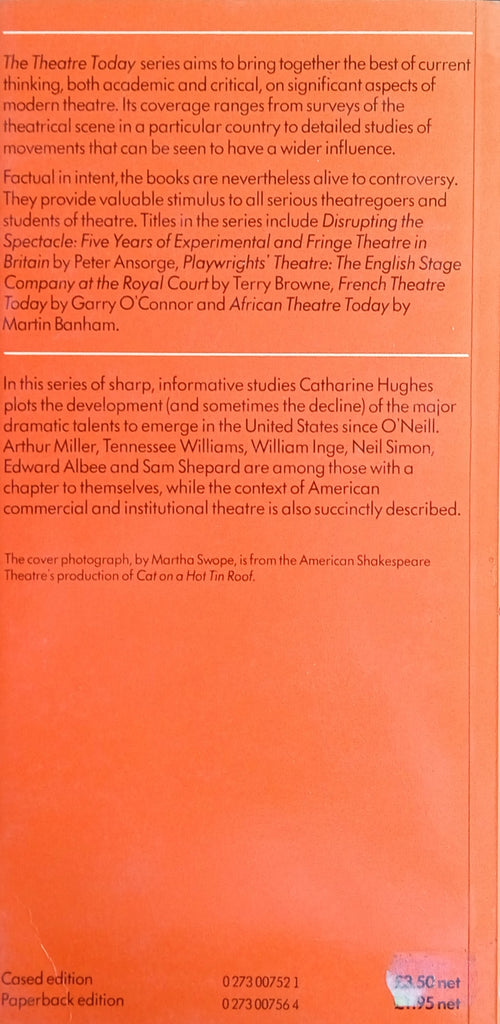 The Theatre Today series aims to bring together the best of current
thinking, both academic and critical, on significant aspects of
modern theatre. Its coverage ranges from surveys of the
theatrical scene in a particular country to detailed studies of
movements that can be seen to have a wider influence.
Factual in intent, the books are nevertheless alive to controversy.
They provide valuable stimulus to all serious theatregoers and
students of theatre. Titles in the series include Disrupting the
Spectacle: Five Years of Experimental and Fringe Theatre in
Britain by Peter Ansorge, Playwrights' Theatre: The English Stage
Company at the Royal Court by Terry Browne, French Theatre
Today by Garry O'Connor and African Theatre Today by
Martin Banham.
In this series of sharp, informative studies Catharine Hughes
plots the development (and sometimes the decline) of the major
dramatic talents to emerge in the United States since O'Neill.
Arthur Miller, Tennessee Williams, William Inge, Neil Simon,
Edward Albee and Sam Shepard are among those with a
chapter to themselves, while the context of American
commercial and institutional theatre is also succinctly described.
The cover photograph, by Martha Swope, is from the American Shakespeare
Theatre's production of Cat on a Hot Tin Roof.
Cased edition 0 273 00752 1 £3.50 net
Paperback edition 0 273 00756 4 £1.95 net